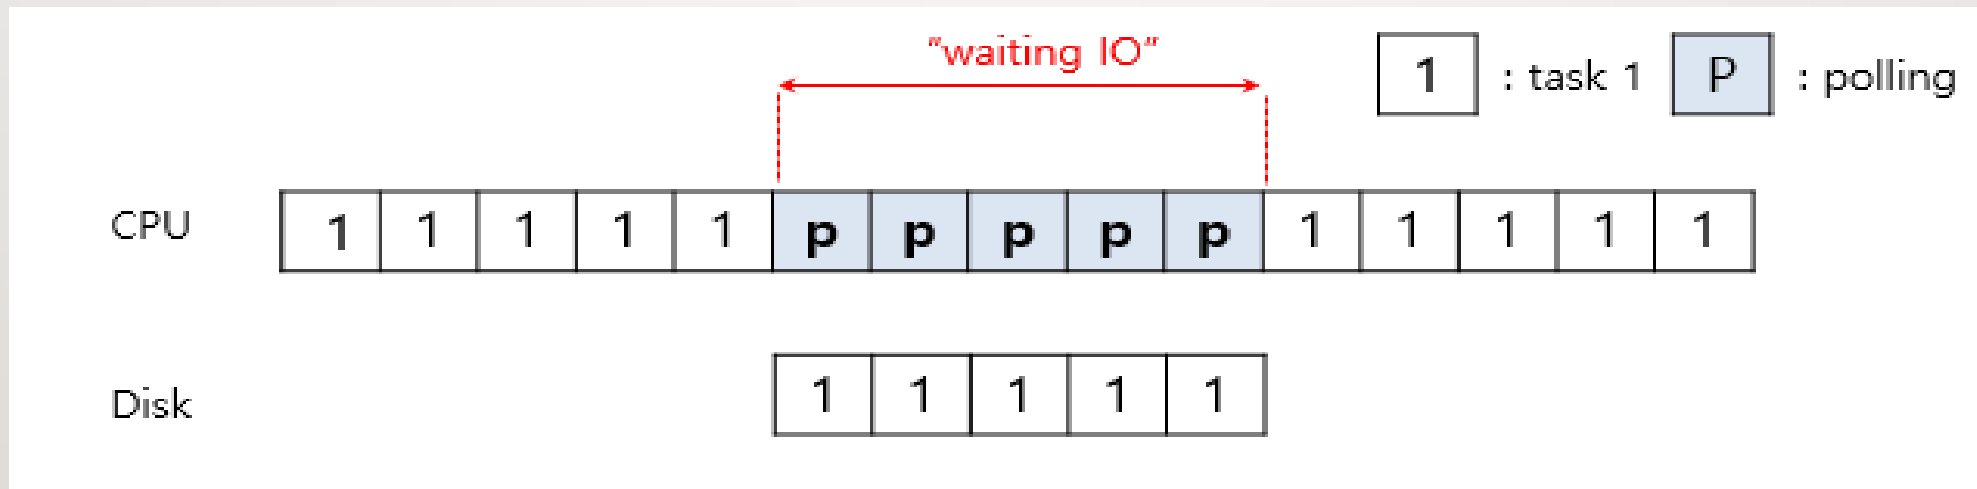 "waiting IO"
1 : task 1 P : polling
CPU 1 1 1 1 1 p p p p p 1 1 1 1 1
Disk 1 1 1 1 1